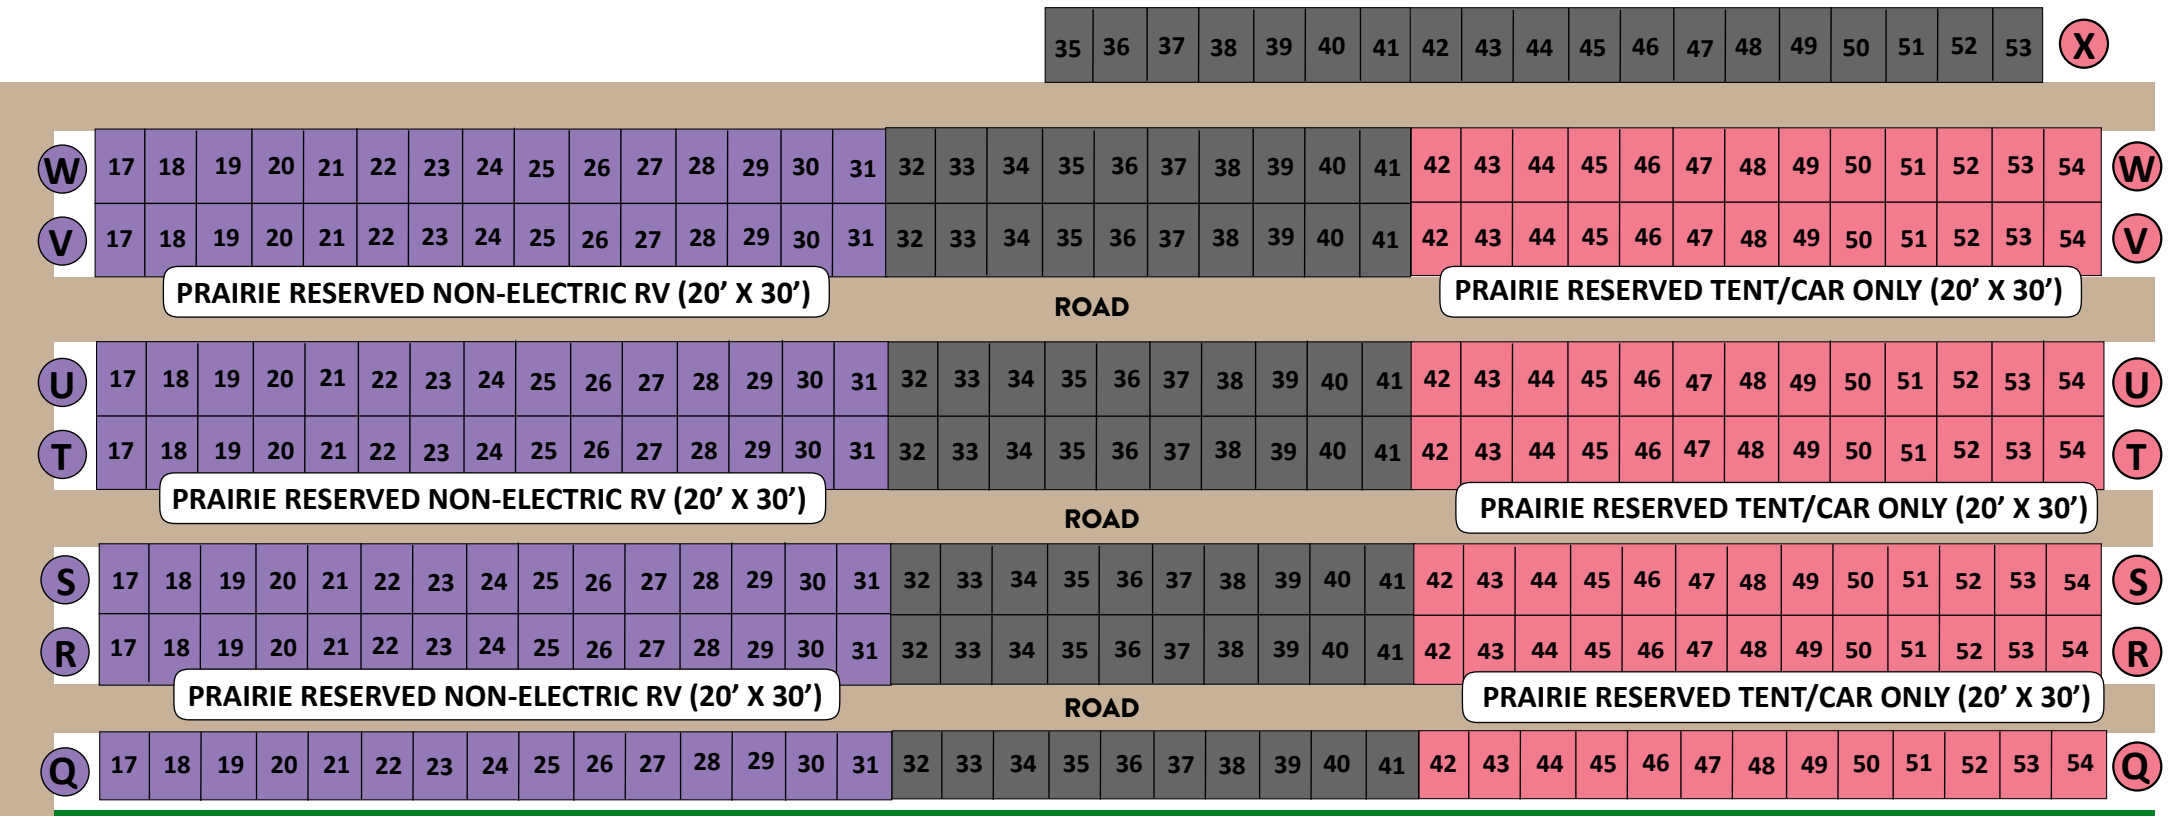 35 36 37 38 39 40 41 42 43 44 45 46 47 48 49 50 51 52 53 X
W 17 18 19 20 21 22 23 24 25 26 27 28 29 30 31 32 33 34 35 36 37 38 39 40 41 42 43 44 45 46 47 48 49 50 51 52 53 54 W
V 17 18 19 20 21 22 23 24 25 26 27 28 29 30 31 32 33 34 35 36 37 38 39 40 41 42 43 44 45 46 47 48 49 50 51 52 53 54 V
PRAIRIE RESERVED NON-ELECTRIC RV (20’ X 30’)
ROAD
PRAIRIE RESERVED TENT/CAR ONLY (20’ X 30’)
U 17 18 19 20 21 22 23 24 25 26 27 28 29 30 31 32 33 34 35 36 37 38 39 40 41 42 43 44 45 46 47 48 49 50 51 52 53 54 U
T 17 18 19 20 21 22 23 24 25 26 27 28 29 30 31 32 33 34 35 36 37 38 39 40 41 42 43 44 45 46 47 48 49 50 51 52 53 54 T
PRAIRIE RESERVED NON-ELECTRIC RV (20’ X 30’)
ROAD
PRAIRIE RESERVED TENT/CAR ONLY (20’ X 30’)
S 17 18 19 20 21 22 23 24 25 26 27 28 29 30 31 32 33 34 35 36 37 38 39 40 41 42 43 44 45 46 47 48 49 50 51 52 53 54 S
R 17 18 19 20 21 22 23 24 25 26 27 28 29 30 31 32 33 34 35 36 37 38 39 40 41 42 43 44 45 46 47 48 49 50 51 52 53 54 R
PRAIRIE RESERVED NON-ELECTRIC RV (20’ X 30’)
ROAD
PRAIRIE RESERVED TENT/CAR ONLY (20’ X 30’)
Q 17 18 19 20 21 22 23 24 25 26 27 28 29 30 31 32 33 34 35 36 37 38 39 40 41 42 43 44 45 46 47 48 49 50 51 52 53 54 Q